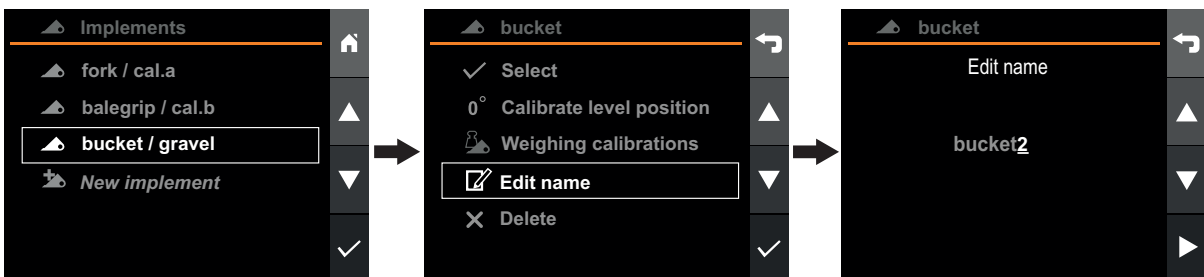 Implements
fork / cal.a
balegrip / cal.b
bucket / gravel
New implement
bucket
Select
0° Calibrate level position
Weighing calibrations
Edit name
Delete
bucket
Edit name
bucket2